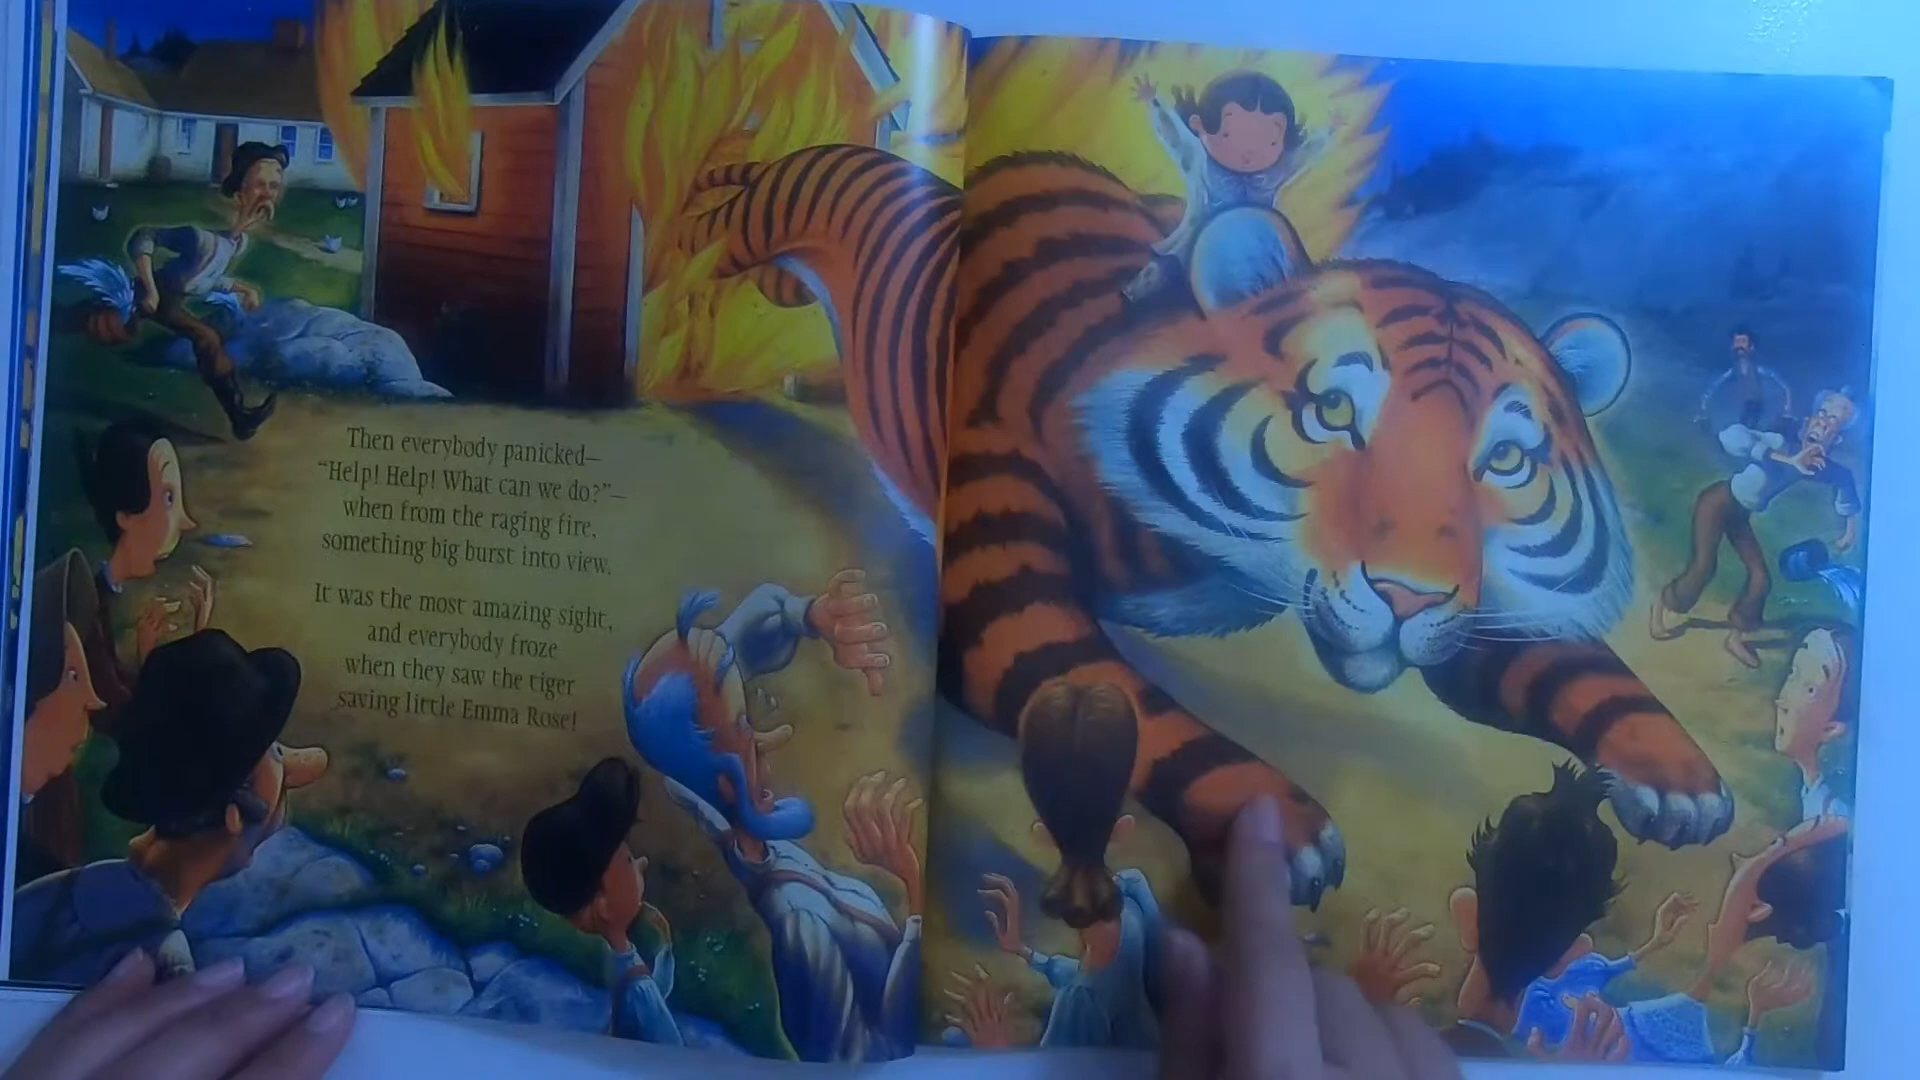 Then everybody panicked—
“Help! Help! What can we do?”—
when from the raging fire,
something big burst into view.
It was the most amazing sight,
and everybody froze
when they saw the tiger
saving little Emma Rose!